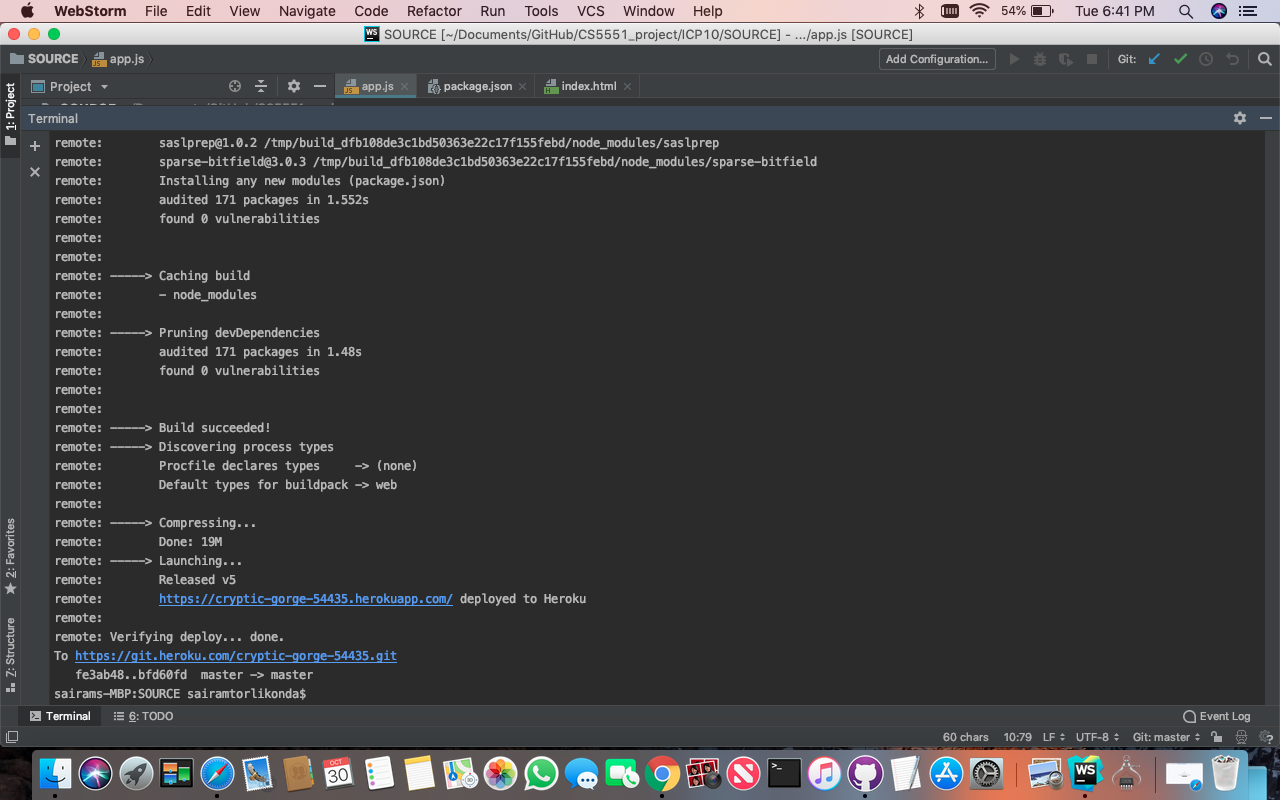 WebStorm File Edit View Navigate Code Refactor Run Tools VCS Window Help 54% Tue 6:41 PM
SOURCE [~/Documents/GitHub/CS5551_project/ICP10/SOURCE] - .../app.js [SOURCE]
SOURCE app.js Add Configuration... Git:
1: Project
Project app.js package.json index.html
Terminal
remote: saslprep@1.0.2 /tmp/build_dfb108de3c1bd50363e22c17f155febd/node_modules/saslprep
remote: sparse-bitfield@3.0.3 /tmp/build_dfb108de3c1bd50363e22c17f155febd/node_modules/sparse-bitfield
remote: Installing any new modules (package.json)
remote: audited 171 packages in 1.552s
remote: found 0 vulnerabilities
remote:
remote:
remote: -----> Caching build
remote: - node_modules
remote:
remote: -----> Pruning devDependencies
remote: audited 171 packages in 1.48s
remote: found 0 vulnerabilities
remote:
remote:
remote: -----> Build succeeded!
remote: -----> Discovering process types
remote: Procfile declares types -> (none)
remote: Default types for buildpack -> web
remote:
remote: -----> Compressing...
remote: Done: 19M
remote: -----> Launching...
remote: Released v5
remote: https://cryptic-gorge-54435.herokuapp.com/ deployed to Heroku
remote:
remote: Verifying deploy... done.
To https://git.heroku.com/cryptic-gorge-54435.git
fe3ab48..bfd60fd master -> master
sairams-MBP:SOURCE sairamtorlikonda$
2: Favorites
Z: Structure
Terminal 6: TODO Event Log
60 chars 10:79 LF UTF-8 Git: master
OCT
30
WS